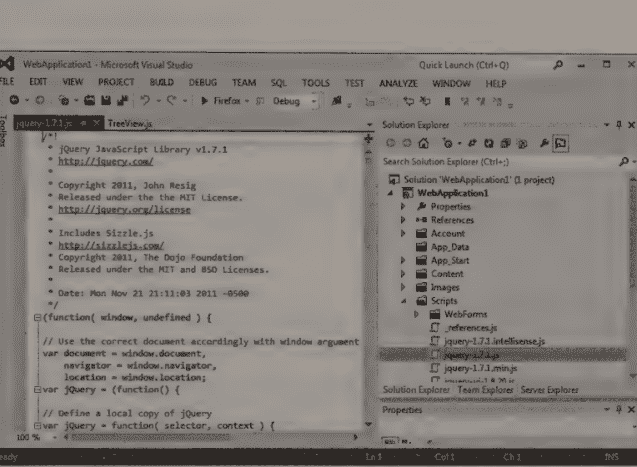 WebApplication1 - Microsoft Visual Studio
Quick Launch (Ctrl+Q)
FILE EDIT VIEW PROJECT BUILD DEBUG TEAM SQL TOOLS TEST ANALYZE WINDOW HELP
Firefox
Debug
Toolbox
jquery-1.7.1.js
TreeView.js
/*!
* jQuery JavaScript Library v1.7.1
* http://jquery.com/
*
* Copyright 2011, John Resig
* Released under the the MIT License.
* http://jquery.org/license
*
* Includes Sizzle.js
* http://sizzlejs.com/
* Copyright 2011, The Dojo Foundation
* Released under the MIT and BSD Licenses.
*
* Date: Mon Nov 21 21:11:03 2011 -0500
*/
(function( window, undefined ) {
// Use the correct document accordingly with window argument
var document = window.document,
navigator = window.navigator,
location = window.location;
var jQuery = (function() {
// Define a local copy of jQuery
var jQuery = function( selector, context ) {
100 %
Solution Explorer
Search Solution Explorer (Ctrl+;)
Solution 'WebApplication1' (1 project)
WebApplication1
Properties
References
Account
App_Data
App_Start
Content
Images
Scripts
WebForms
_references.js
jquery-1.7.1.intellisense.js
jquery-1.7.1.js
jquery-1.7.1.min.js
Solution Explorer Team Explorer Server Explorer
Properties
Col 1
Ch 1
INS